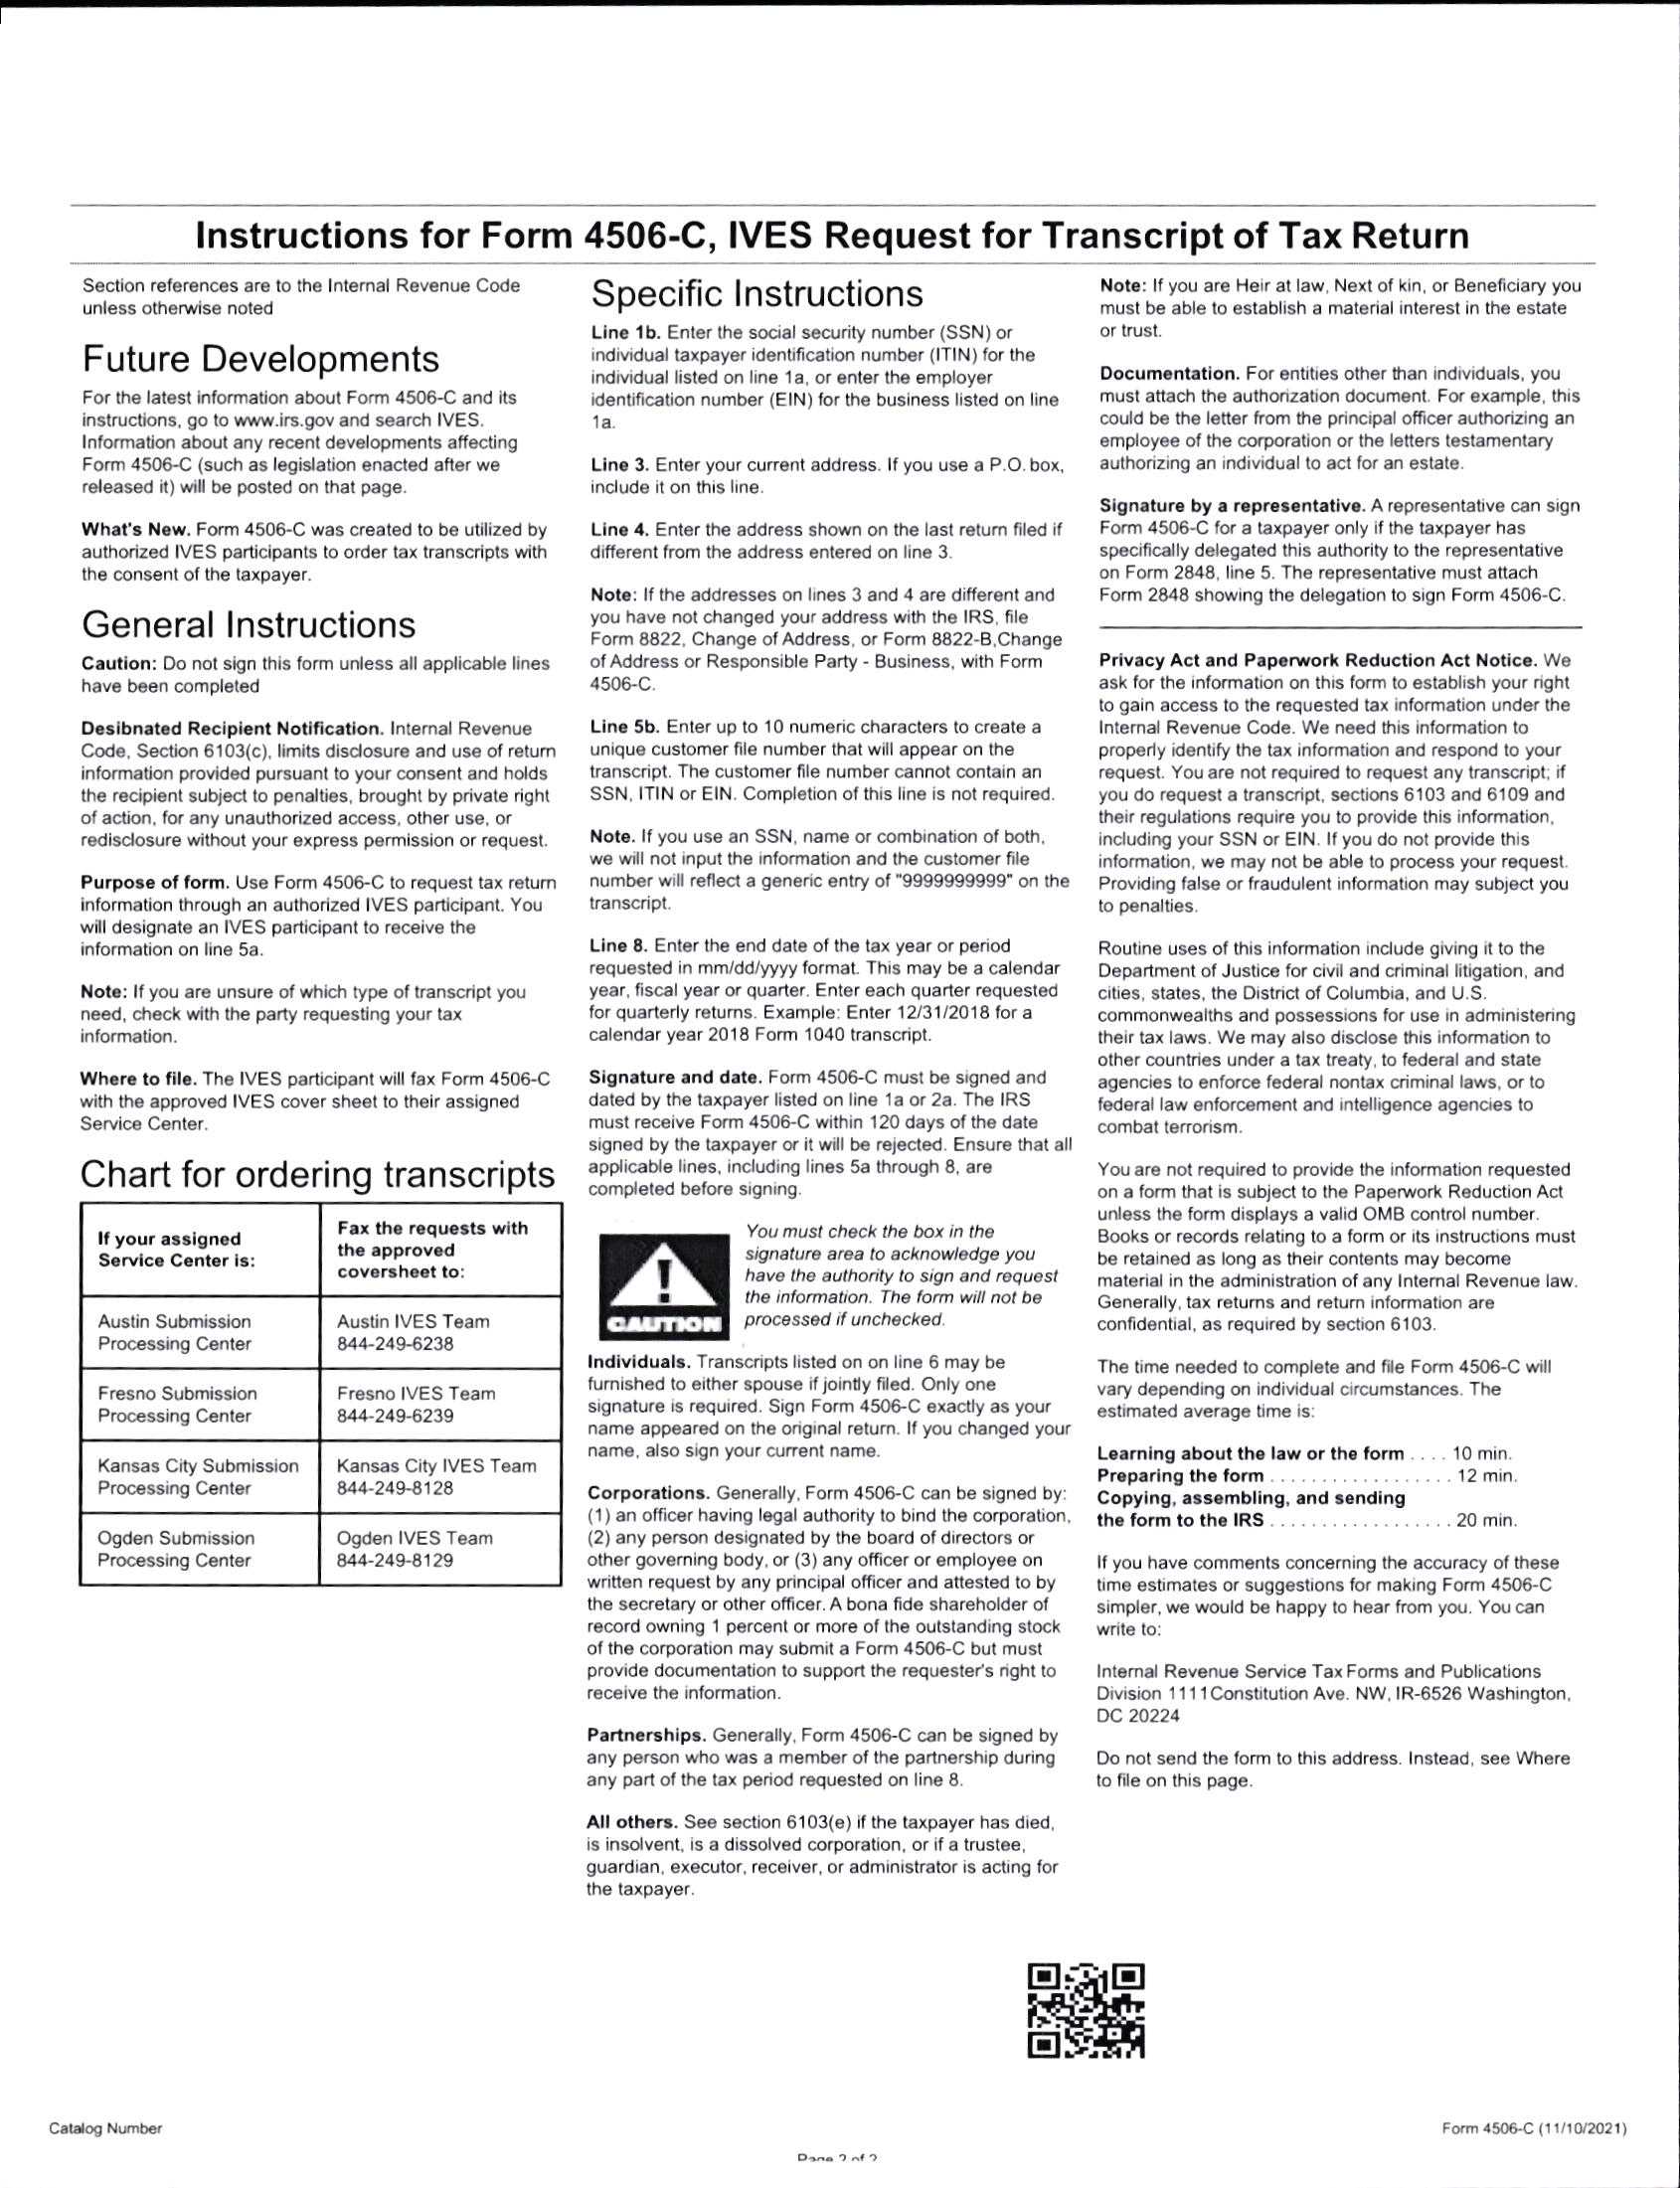 Instructions for Form 4506-C, IVES Request for Transcript of Tax Return
Section references are to the Internal Revenue Code
unless otherwise noted
Future Developments
For the latest information about Form 4506-C and its
instructions, go to www.irs.gov and search IVES.
Information about any recent developments affecting
Form 4506-C (such as legislation enacted after we
released it) will be posted on that page.
What's New. Form 4506-C was created to be utilized by
authorized IVES participants to order tax transcripts with
the consent of the taxpayer.
General Instructions
Caution: Do not sign this form unless all applicable lines
have been completed
Desibnated Recipient Notification. Internal Revenue
Code, Section 6103(c), limits disclosure and use of return
information provided pursuant to your consent and holds
the recipient subject to penalties, brought by private right
of action, for any unauthorized access, other use, or
redisclosure without your express permission or request.
Purpose of form. Use Form 4506-C to request tax return
information through an authorized IVES participant. You
will designate an IVES participant to receive the
information on line 5a.
Note: If you are unsure of which type of transcript you
need, check with the party requesting your tax
information.
Where to file. The IVES participant will fax Form 4506-C
with the approved IVES cover sheet to their assigned
Service Center.
Chart for ordering transcripts
If your assigned
Service Center is:
Fax the requests with
the approved
coversheet to:
Austin Submission
Processing Center
Austin IVES Team
844-249-6238
Fresno Submission
Processing Center
Fresno IVES Team
844-249-6239
Kansas City Submission
Processing Center
Kansas City IVES Team
844-249-8128
Ogden Submission
Processing Center
Ogden IVES Team
844-249-8129
Specific Instructions
Line 1b. Enter the social security number (SSN) or
individual taxpayer identification number (ITIN) for the
individual listed on line 1a, or enter the employer
identification number (EIN) for the business listed on line
1a.
Line 3. Enter your current address. If you use a P.O. box,
include it on this line.
Line 4. Enter the address shown on the last return filed if
different from the address entered on line 3.
Note: If the addresses on lines 3 and 4 are different and
you have not changed your address with the IRS, file
Form 8822, Change of Address, or Form 8822-B,Change
of Address or Responsible Party - Business, with Form
4506-C.
Line 5b. Enter up to 10 numeric characters to create a
unique customer file number that will appear on the
transcript. The customer file number cannot contain an
SSN, ITIN or EIN. Completion of this line is not required.
Note. If you use an SSN, name or combination of both,
we will not input the information and the customer file
number will reflect a generic entry of "9999999999" on the
transcript.
Line 8. Enter the end date of the tax year or period
requested in mm/dd/yyyy format. This may be a calendar
year, fiscal year or quarter. Enter each quarter requested
for quarterly returns. Example: Enter 12/31/2018 for a
calendar year 2018 Form 1040 transcript.
Signature and date. Form 4506-C must be signed and
dated by the taxpayer listed on line 1a or 2a. The IRS
must receive Form 4506-C within 120 days of the date
signed by the taxpayer or it will be rejected. Ensure that all
applicable lines, including lines 5a through 8, are
completed before signing.
CAUTION
You must check the box in the
signature area to acknowledge you
have the authority to sign and request
the information. The form will not be
processed if unchecked.
Individuals. Transcripts listed on on line 6 may be
furnished to either spouse if jointly filed. Only one
signature is required. Sign Form 4506-C exactly as your
name appeared on the original return. If you changed your
name, also sign your current name.
Corporations. Generally, Form 4506-C can be signed by:
(1) an officer having legal authority to bind the corporation,
(2) any person designated by the board of directors or
other governing body, or (3) any officer or employee on
written request by any principal officer and attested to by
the secretary or other officer. A bona fide shareholder of
record owning 1 percent or more of the outstanding stock
of the corporation may submit a Form 4506-C but must
provide documentation to support the requester's right to
receive the information.
Partnerships. Generally, Form 4506-C can be signed by
any person who was a member of the partnership during
any part of the tax period requested on line 8.
All others. See section 6103(e) if the taxpayer has died,
is insolvent, is a dissolved corporation, or if a trustee,
guardian, executor, receiver, or administrator is acting for
the taxpayer.
Note: If you are Heir at law, Next of kin, or Beneficiary you
must be able to establish a material interest in the estate
or trust.
Documentation. For entities other than individuals, you
must attach the authorization document. For example, this
could be the letter from the principal officer authorizing an
employee of the corporation or the letters testamentary
authorizing an individual to act for an estate.
Signature by a representative. A representative can sign
Form 4506-C for a taxpayer only if the taxpayer has
specifically delegated this authority to the representative
on Form 2848, line 5. The representative must attach
Form 2848 showing the delegation to sign Form 4506-C.
Privacy Act and Paperwork Reduction Act Notice. We
ask for the information on this form to establish your right
to gain access to the requested tax information under the
Internal Revenue Code. We need this information to
properly identify the tax information and respond to your
request. You are not required to request any transcript; if
you do request a transcript, sections 6103 and 6109 and
their regulations require you to provide this information,
including your SSN or EIN. If you do not provide this
information, we may not be able to process your request.
Providing false or fraudulent information may subject you
to penalties.
Routine uses of this information include giving it to the
Department of Justice for civil and criminal litigation, and
cities, states, the District of Columbia, and U.S.
commonwealths and possessions for use in administering
their tax laws. We may also disclose this information to
other countries under a tax treaty, to federal and state
agencies to enforce federal nontax criminal laws, or to
federal law enforcement and intelligence agencies to
combat terrorism.
You are not required to provide the information requested
on a form that is subject to the Paperwork Reduction Act
unless the form displays a valid OMB control number.
Books or records relating to a form or its instructions must
be retained as long as their contents may become
material in the administration of any Internal Revenue law.
Generally, tax returns and return information are
confidential, as required by section 6103.
The time needed to complete and file Form 4506-C will
vary depending on individual circumstances. The
estimated average time is:
Learning about the law or the form . . . . 10 min.
Preparing the form . . . . . . . . . . . . . . . . . . 12 min.
Copying, assembling, and sending
the form to the IRS . . . . . . . . . . . . . . . . . . 20 min.
If you have comments concerning the accuracy of these
time estimates or suggestions for making Form 4506-C
simpler, we would be happy to hear from you. You can
write to:
Internal Revenue Service Tax Forms and Publications
Division 1111Constitution Ave. NW, IR-6526 Washington,
DC 20224
Do not send the form to this address. Instead, see Where
to file on this page.
Catalog Number
Form 4506-C (11/10/2021)
Page 2 of 2